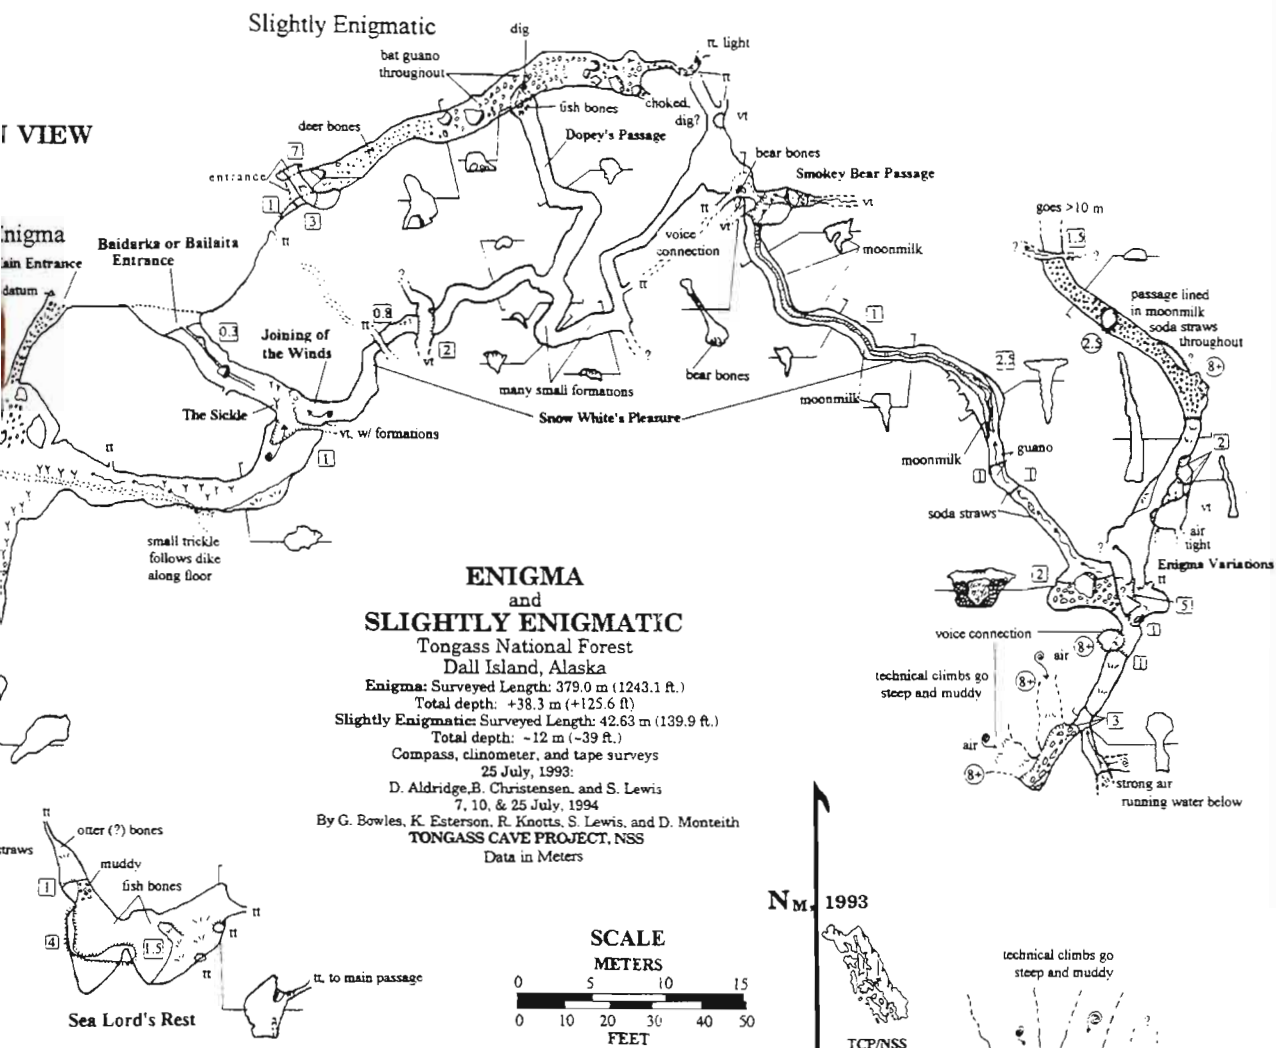 Slightly Enigmatic
dig
tt. light
bat guano
throughout
tt
fish bones
choked
dig?
vt
VIEW
deer bones
Dopey's Passage
7
bear bones
entrance
Smokey Bear Passage
1
3
tt
vt
tt
voice
connection
vt
moonmilk
goes >10 m
?
1.5
?
nigma
Baidarka or Bailaita
Entrance
ain Entrance
datum
?
tt
passage lined
in moonmilk
soda straws
throughout
0.8
0.3
tt
Joining of
the Winds
2
vt
?
1
2.5
2.5
?
8+
bear bones
many small formations
moonmilk
The Sickle
Snow White's Pleasure
vt, w/ formations
tt
1
guano
moonmilk
1
1
2
vt
soda straws
air
tight
?
small trickle
follows dike
along floor
Enigma Variations
tt
2
5!
ENIGMA
and
SLIGHTLY ENIGMATIC
Tongass National Forest
Dall Island, Alaska
Enigma: Surveyed Length: 379.0 m (1243.1 ft.)
Total depth: +38.3 m (+125.6 ft)
Slightly Enigmatic: Surveyed Length: 42.63 m (139.9 ft.)
Total depth: ~12 m (~39 ft.)
Compass, clinometer, and tape surveys
25 July, 1993:
D. Aldridge,B. Christensen, and S. Lewis
7, 10, & 25 July, 1994
By G. Bowles, K. Esterson, R. Knotts, S. Lewis, and D. Monteith
TONGASS CAVE PROJECT, NSS
Data in Meters
voice connection
8+
1
air
1
technical climbs go
steep and muddy
8+
3
air
8+
strong air
running water below
tt
otter (?) bones
straws
muddy
1
fish bones
tt
tt
4
1.5
tt
tt, to main passage
Sea Lord's Rest
NM. 1993
SCALE
METERS
0 5 10 15
0 10 20 30 40 50
FEET
technical climbs go
steep and muddy
?
TCP/NSS